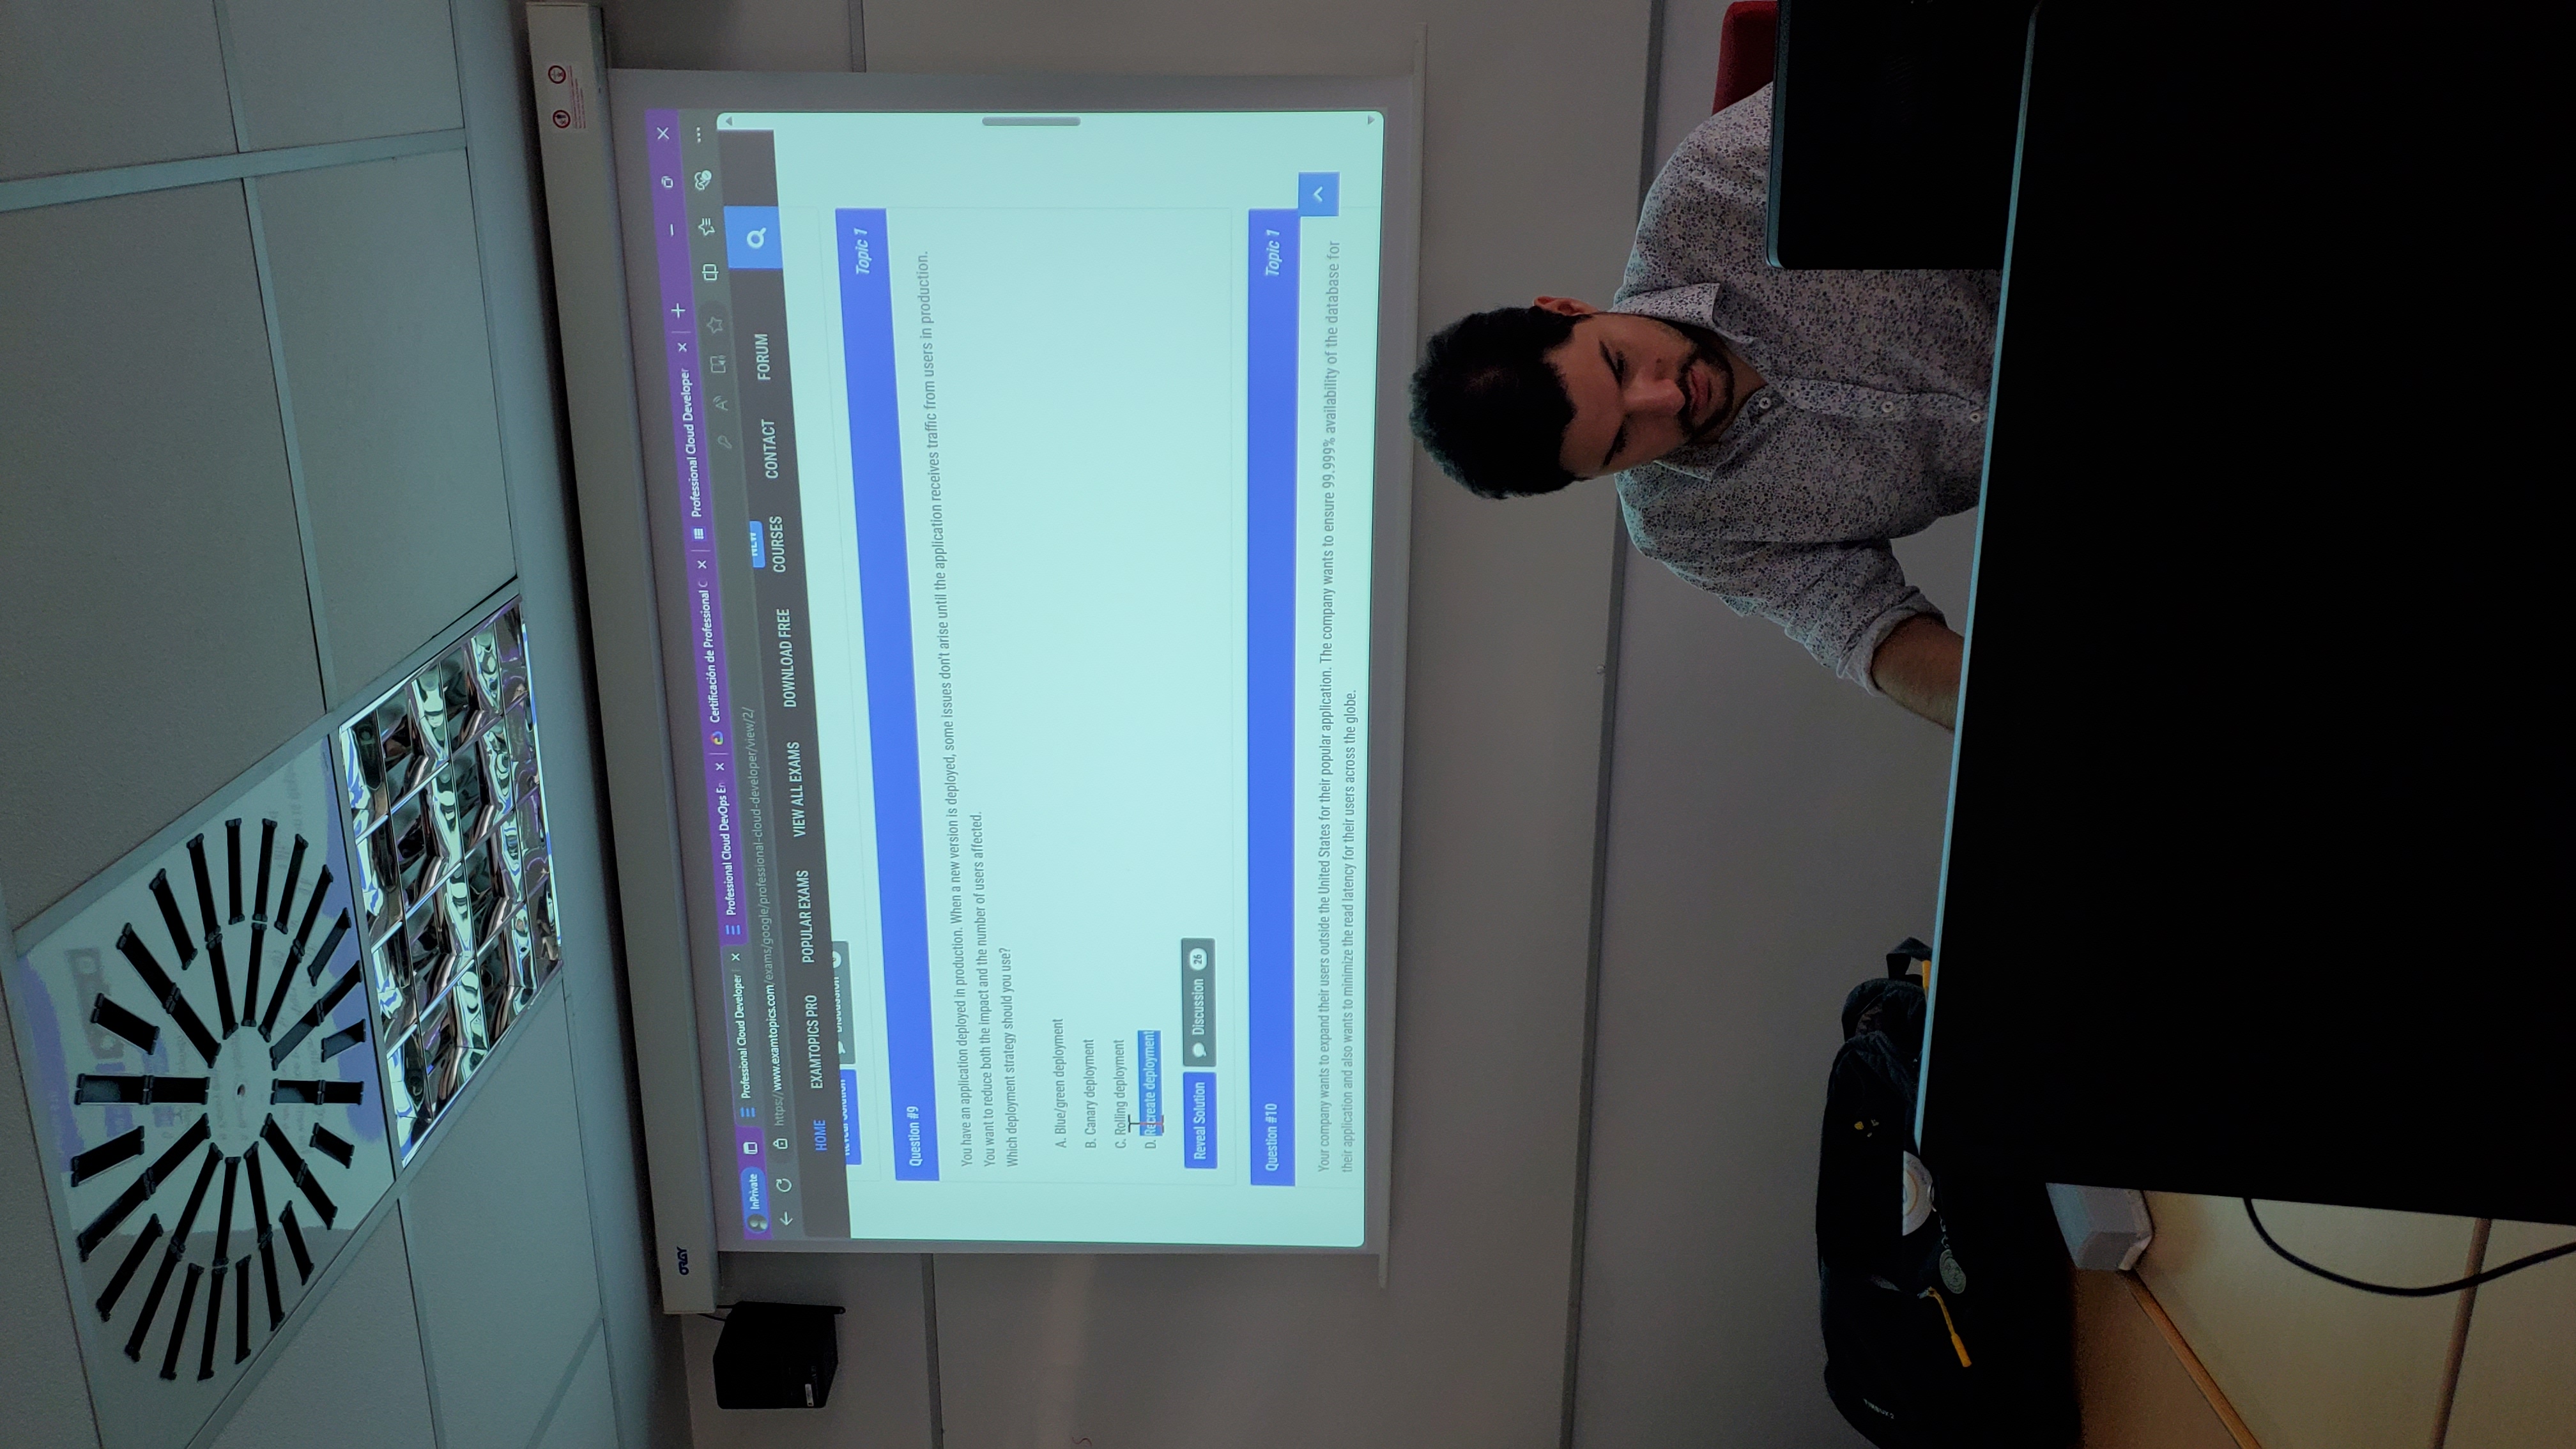 ORAY
InPrivate
Professional Cloud Developer
Professional Cloud DevOps En
Certificación de Professional C
Professional Cloud Developer
https://www.examtopics.com/exams/google/professional-cloud-developer/view/2/
HOME
EXAMTOPICS PRO
POPULAR EXAMS
VIEW ALL EXAMS
DOWNLOAD FREE
NEW
COURSES
CONTACT
FORUM
Reveal Solution
Discussion
Question #9
Topic 1
You have an application deployed in production. When a new version is deployed, some issues don't arise until the application receives traffic from users in production.
You want to reduce both the impact and the number of users affected.
Which deployment strategy should you use?
A. Blue/green deployment
B. Canary deployment
C. Rolling deployment
D. Recreate deployment
Reveal Solution
Discussion 26
Question #10
Topic 1
Your company wants to expand their users outside the United States for their popular application. The company wants to ensure 99.999% availability of the database for
their application and also wants to minimize the read latency for their users across the globe.